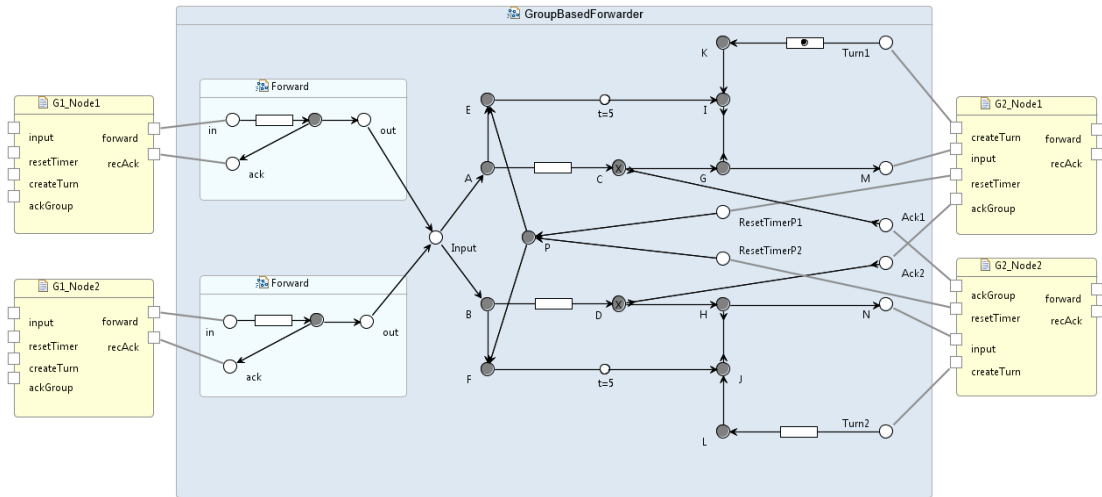 GroupBasedForwarder
G1_Node1
input
forward
resetTimer
recAck
createTurn
ackGroup
G1_Node2
input
forward
resetTimer
recAck
createTurn
ackGroup
Forward
in
out
ack
Forward
in
out
ack
Input
K
Turn1
E
t=5
I
A
X
C
G
M
P
ResetTimerP1
Ack1
ResetTimerP2
Ack2
B
X
D
H
N
F
t=5
J
L
Turn2
G2_Node1
createTurn
forward
input
recAck
resetTimer
ackGroup
G2_Node2
ackGroup
forward
resetTimer
recAck
input
createTurn